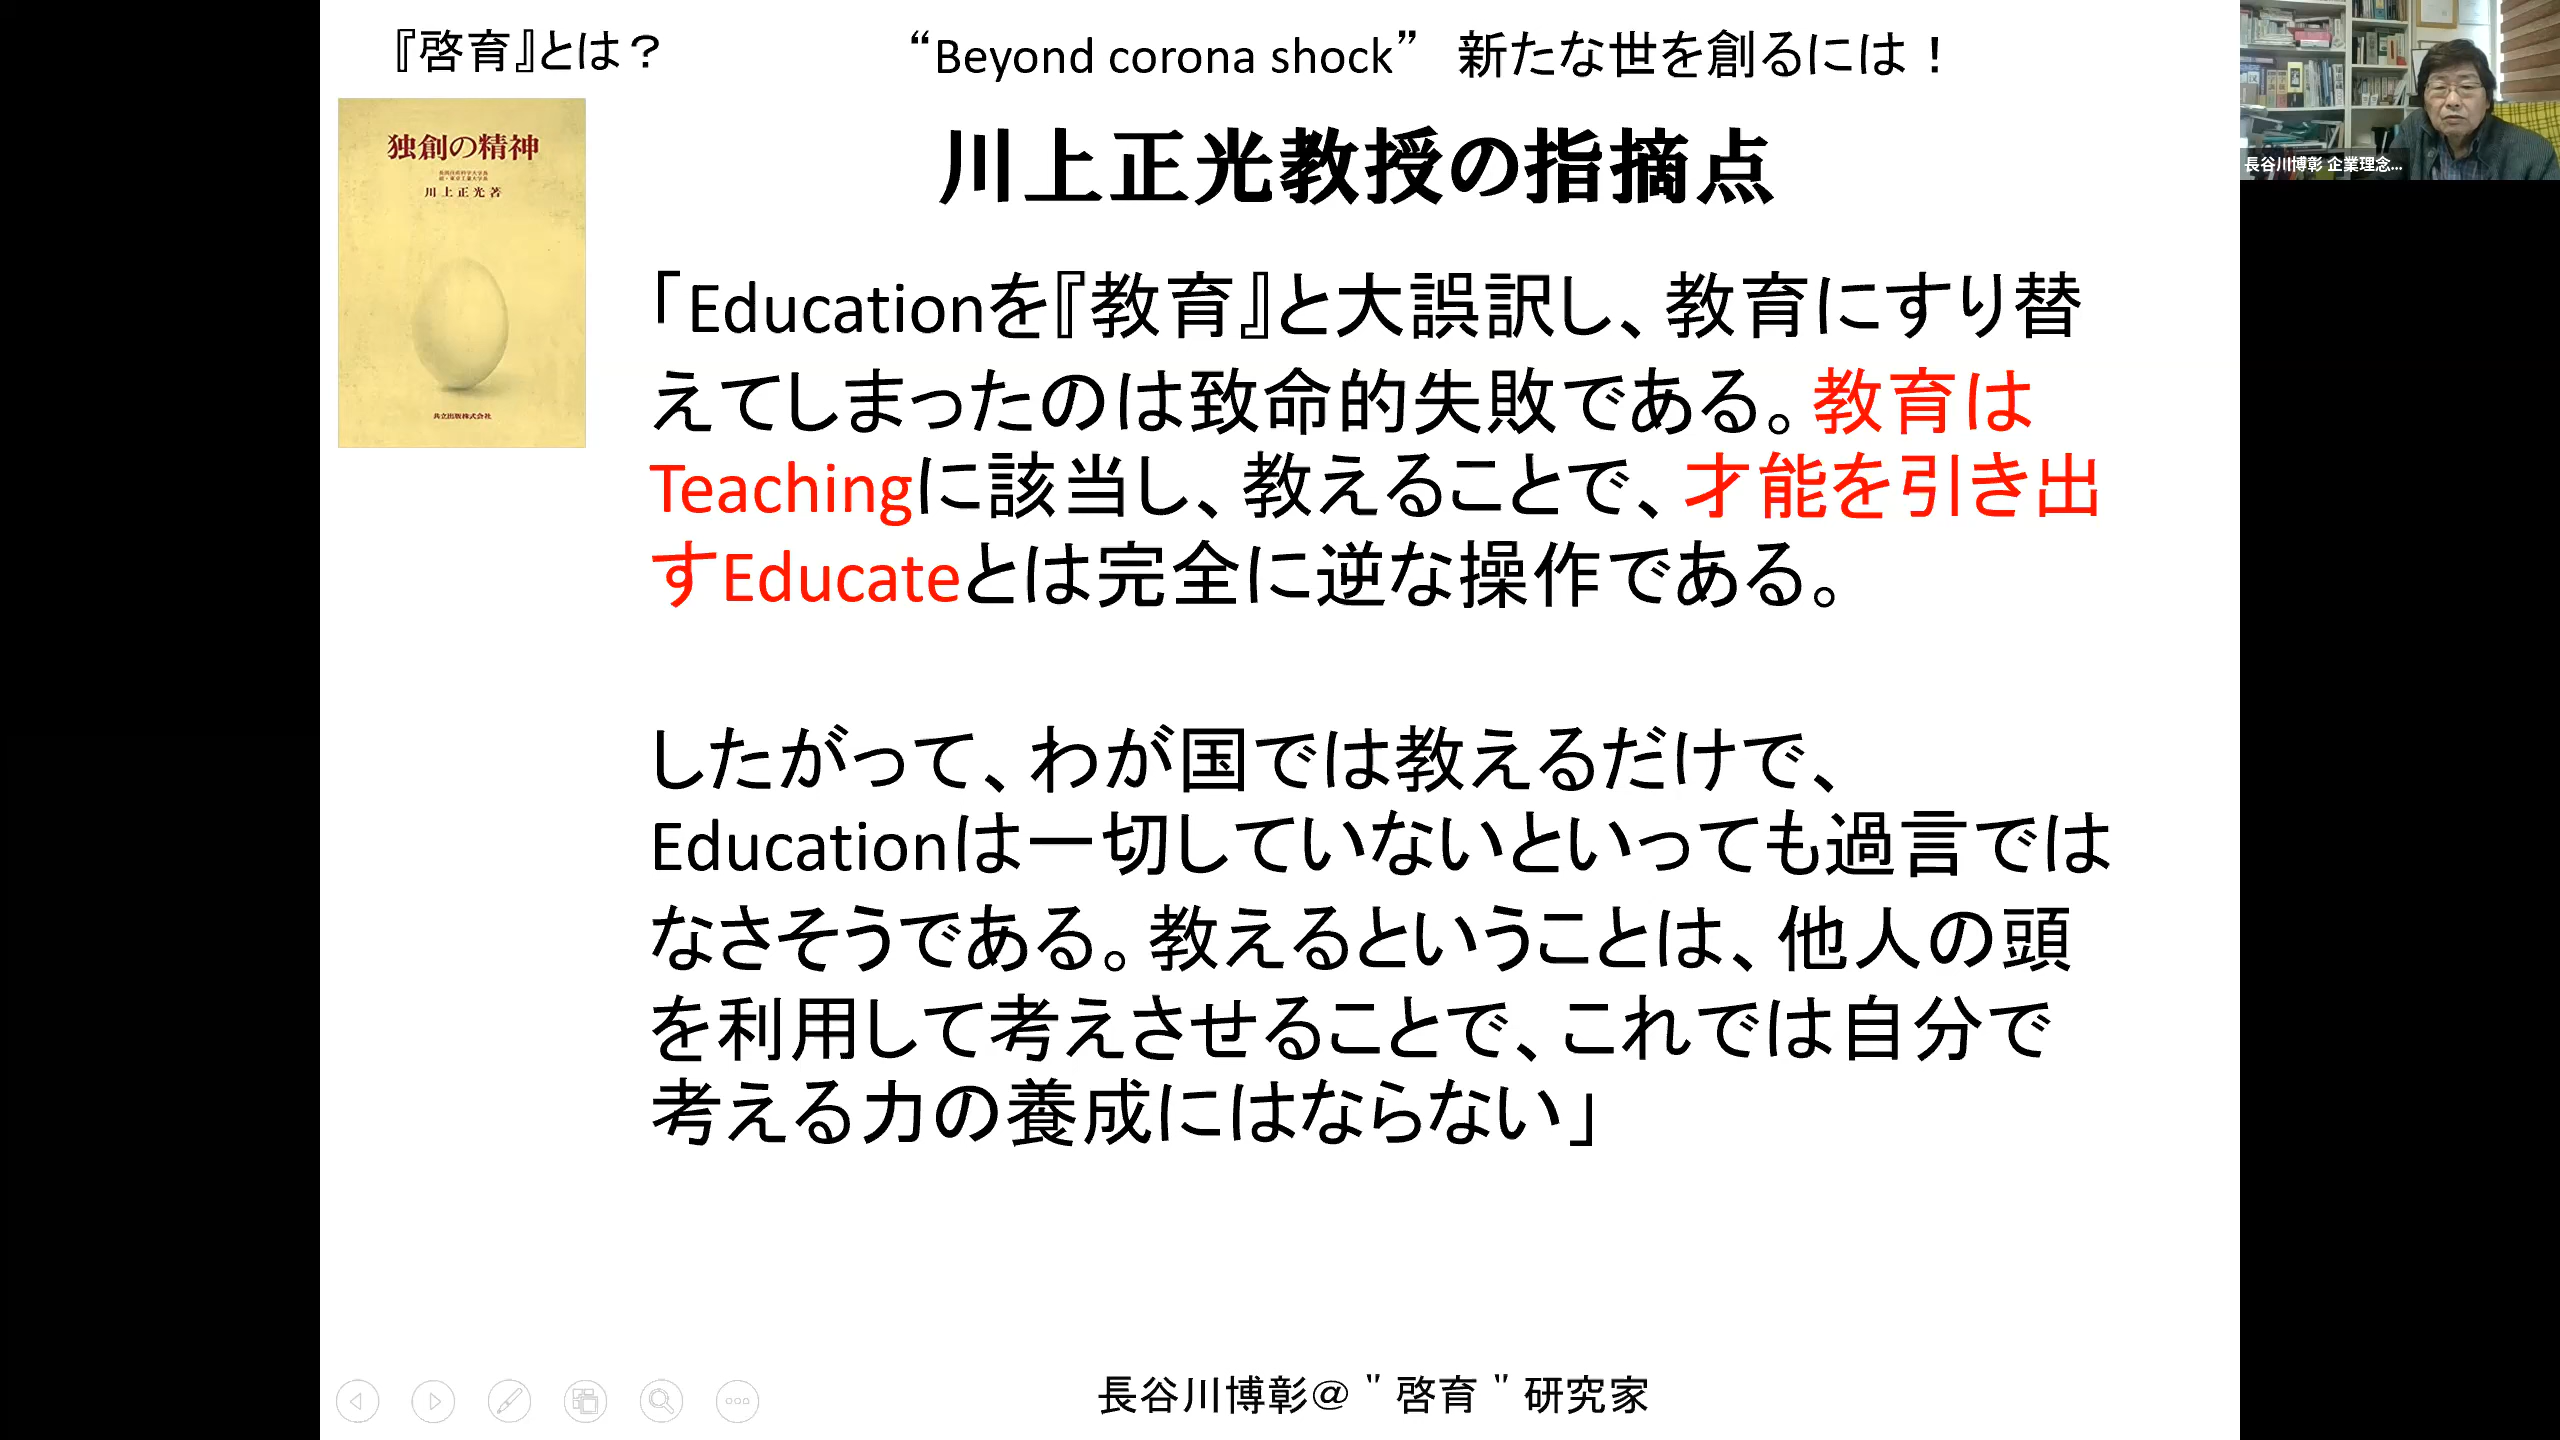 『啓育』とは？
“Beyond corona shock” 新たな世を創るには！
独創の精神
川上正光著
共立出版株式会社
川上正光教授の指摘点
「Educationを『教育』と大誤訳し、教育にすり替
えてしまったのは致命的失敗である。教育は
Teachingに該当し、教えることで、才能を引き出
すEducateとは完全に逆な操作である。
したがって、わが国では教えるだけで、
Educationは一切していないといっても過言では
なさそうである。教えるということは、他人の頭
を利用して考えさせることで、これでは自分で
考える力の養成にはならない」
長谷川博彰＠＂啓育＂研究家
長谷川博彰 企業理念...